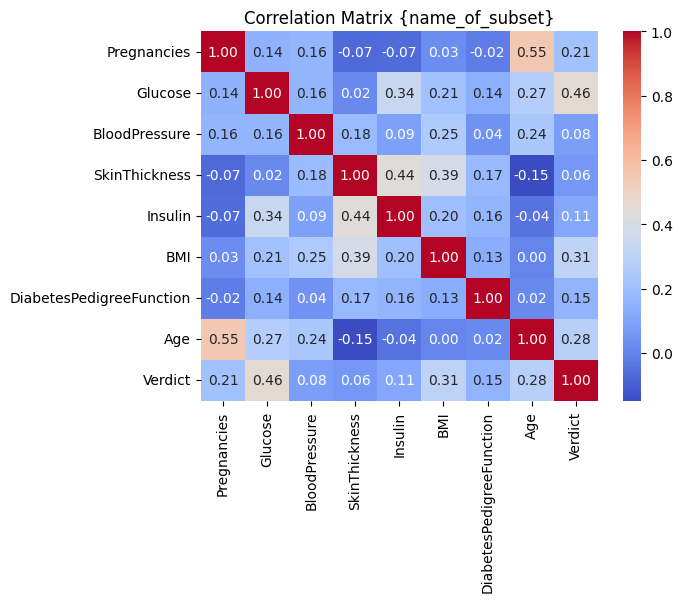 Correlation Matrix {name_of_subset}
Pregnancies 1.00 0.14 0.16 -0.07 -0.07 0.03 -0.02 0.55 0.21
Glucose 0.14 1.00 0.16 0.02 0.34 0.21 0.14 0.27 0.46
BloodPressure 0.16 0.16 1.00 0.18 0.09 0.25 0.04 0.24 0.08
SkinThickness -0.07 0.02 0.18 1.00 0.44 0.39 0.17 -0.15 0.06
Insulin -0.07 0.34 0.09 0.44 1.00 0.20 0.16 -0.04 0.11
BMI 0.03 0.21 0.25 0.39 0.20 1.00 0.13 0.00 0.31
DiabetesPedigreeFunction -0.02 0.14 0.04 0.17 0.16 0.13 1.00 0.02 0.15
Age 0.55 0.27 0.24 -0.15 -0.04 0.00 0.02 1.00 0.28
Verdict 0.21 0.46 0.08 0.06 0.11 0.31 0.15 0.28 1.00
Pregnancies
Glucose
BloodPressure
SkinThickness
Insulin
BMI
DiabetesPedigreeFunction
Age
Verdict
1.0
0.8
0.6
0.4
0.2
0.0